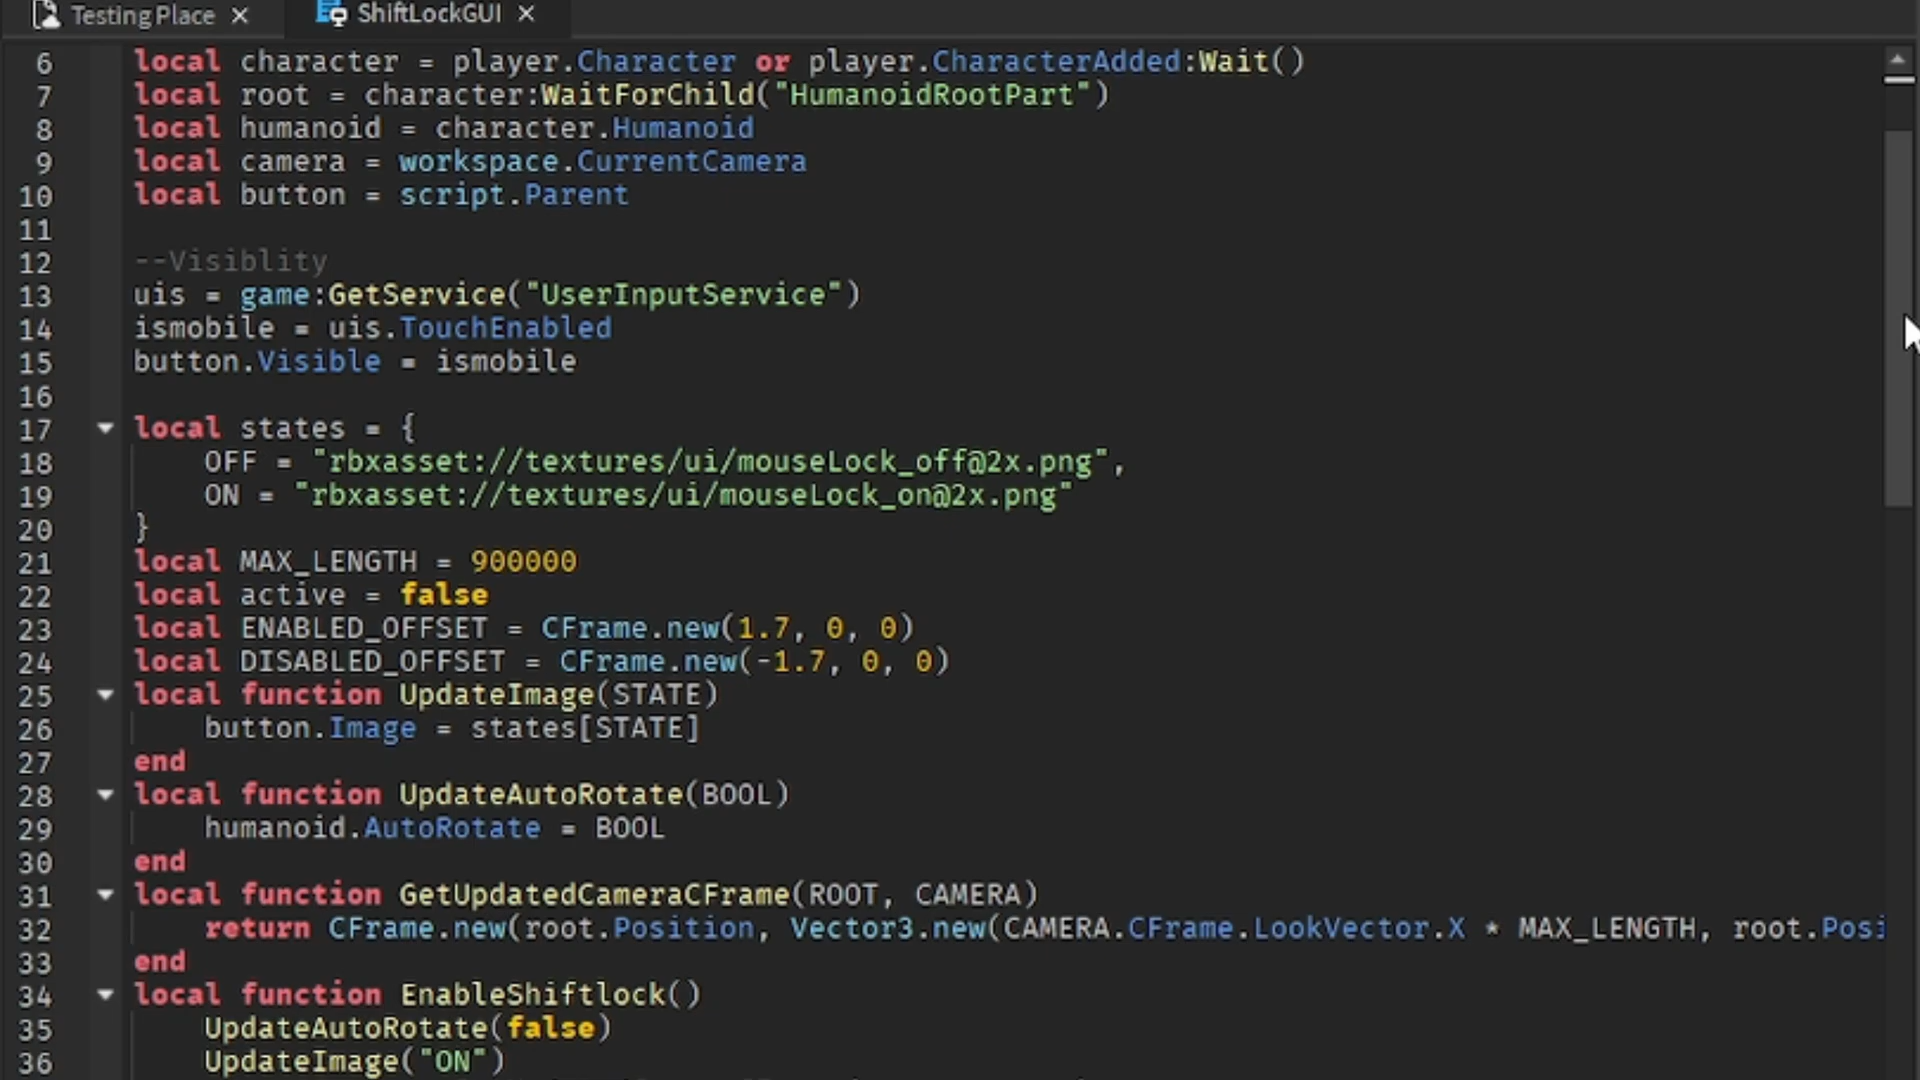 Testing Place ×
ShiftLockGUI ×
6 local character = player.Character or player.CharacterAdded:Wait()
7 local root = character:WaitForChild("HumanoidRootPart")
8 local humanoid = character.Humanoid
9 local camera = workspace.CurrentCamera
10 local button = script.Parent
11
12 --Visiblity
13 uis = game:GetService("UserInputService")
14 ismobile = uis.TouchEnabled
15 button.Visible = ismobile
16
17 local states = {
18 OFF = "rbxasset://textures/ui/mouseLock_off@2x.png",
19 ON = "rbxasset://textures/ui/mouseLock_on@2x.png"
20 }
21 local MAX_LENGTH = 900000
22 local active = false
23 local ENABLED_OFFSET = CFrame.new(1.7, 0, 0)
24 local DISABLED_OFFSET = CFrame.new(-1.7, 0, 0)
25 local function UpdateImage(STATE)
26 button.Image = states[STATE]
27 end
28 local function UpdateAutoRotate(BOOL)
29 humanoid.AutoRotate = BOOL
30 end
31 local function GetUpdatedCameraCFrame(ROOT, CAMERA)
32 return CFrame.new(root.Position, Vector3.new(CAMERA.CFrame.LookVector.X * MAX_LENGTH, root.Posi
33 end
34 local function EnableShiftlock()
35 UpdateAutoRotate(false)
36 UpdateImage("ON")